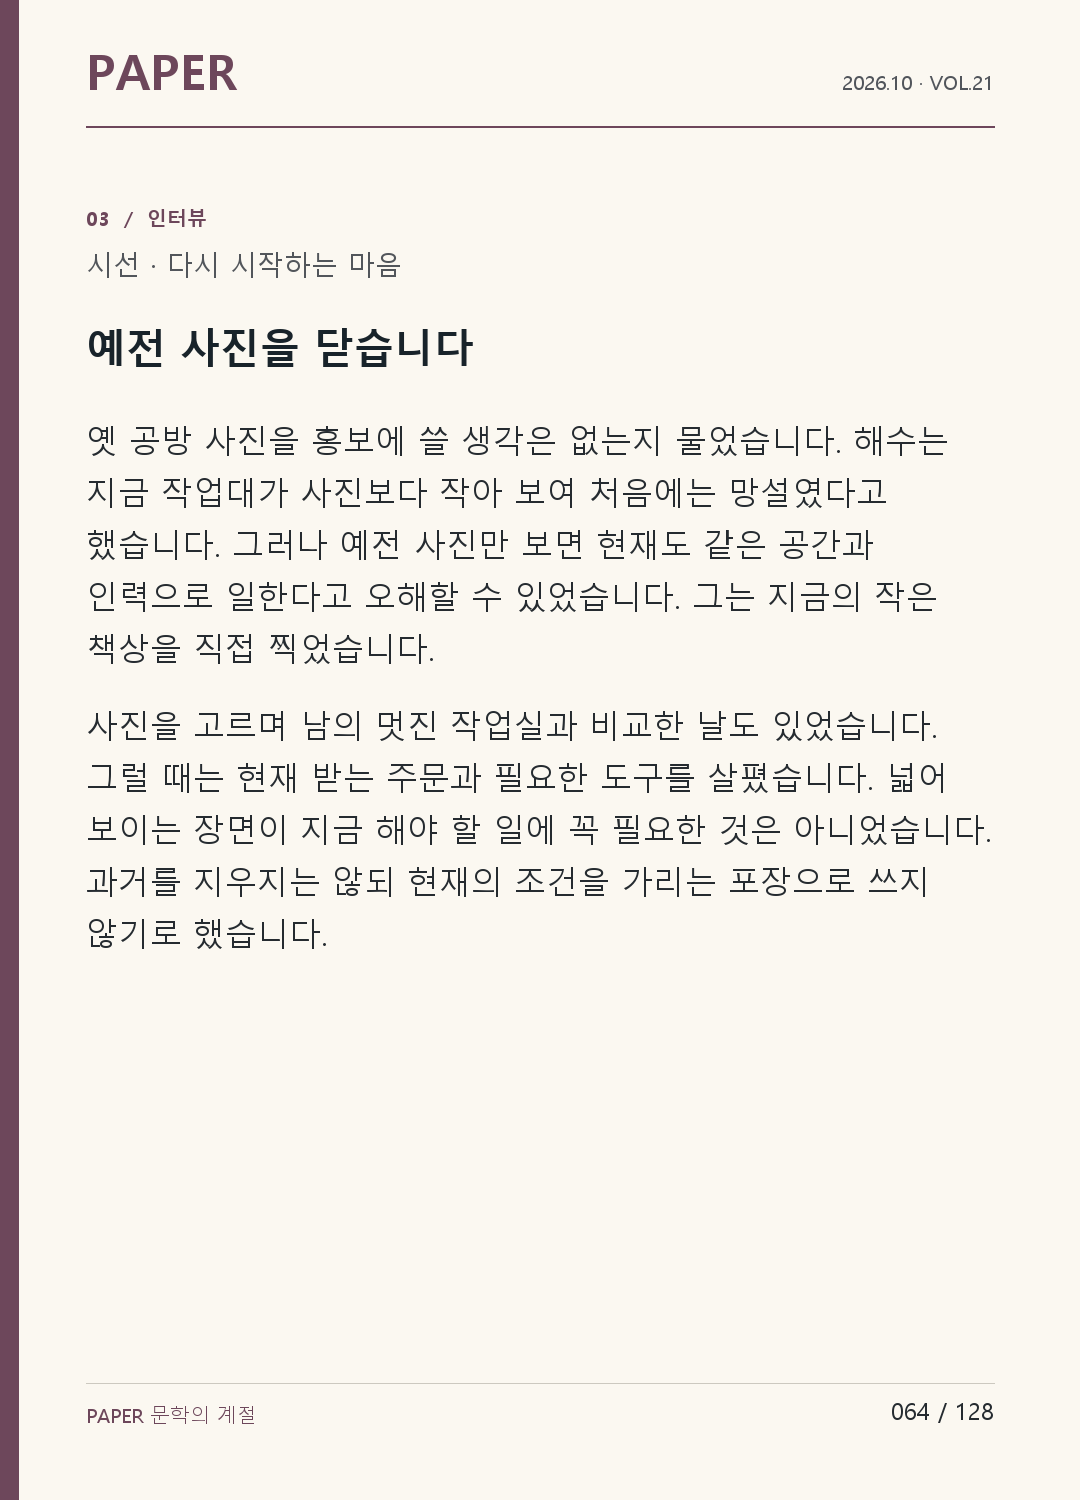 PAPER
2026.10 · VOL.21
03 / 인터뷰
시선 · 다시 시작하는 마음
예전 사진을 닫습니다
옛 공방 사진을 홍보에 쓸 생각은 없는지 물었습니다. 해수는
지금 작업대가 사진보다 작아 보여 처음에는 망설였다고
했습니다. 그러나 예전 사진만 보면 현재도 같은 공간과
인력으로 일한다고 오해할 수 있었습니다. 그는 지금의 작은
책상을 직접 찍었습니다.
사진을 고르며 남의 멋진 작업실과 비교한 날도 있었습니다.
그럴 때는 현재 받는 주문과 필요한 도구를 살폈습니다. 넓어
보이는 장면이 지금 해야 할 일에 꼭 필요한 것은 아니었습니다.
과거를 지우지는 않되 현재의 조건을 가리는 포장으로 쓰지
않기로 했습니다.
PAPER 문학의 계절
064 / 128